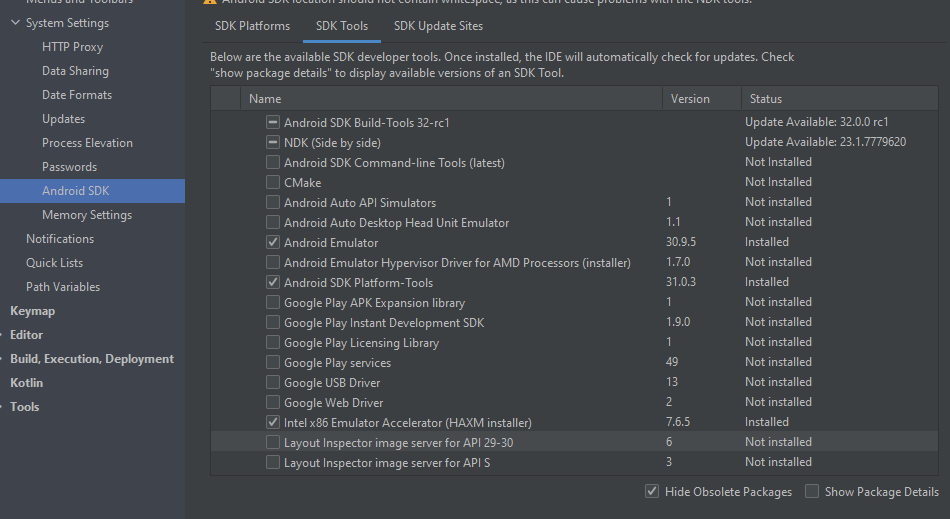 Menus and Toolbars
System Settings
HTTP Proxy
Data Sharing
Date Formats
Updates
Process Elevation
Passwords
Android SDK
Memory Settings
Notifications
Quick Lists
Path Variables
Keymap
Editor
Build, Execution, Deployment
Kotlin
Tools
Android SDK location should not contain whitespace, as this can cause problems with the NDK tools.
SDK Platforms SDK Tools SDK Update Sites
Below are the available SDK developer tools. Once installed, the IDE will automatically check for updates. Check
"show package details" to display available versions of an SDK Tool.
Name Version Status
Android SDK Build-Tools 32-rc1 Update Available: 32.0.0 rc1
NDK (Side by side) Update Available: 23.1.7779620
Android SDK Command-line Tools (latest) Not Installed
CMake Not Installed
Android Auto API Simulators 1 Not installed
Android Auto Desktop Head Unit Emulator 1.1 Not installed
Android Emulator 30.9.5 Installed
Android Emulator Hypervisor Driver for AMD Processors (installer) 1.7.0 Not installed
Android SDK Platform-Tools 31.0.3 Installed
Google Play APK Expansion library 1 Not installed
Google Play Instant Development SDK 1.9.0 Not installed
Google Play Licensing Library 1 Not installed
Google Play services 49 Not installed
Google USB Driver 13 Not installed
Google Web Driver 2 Not installed
Intel x86 Emulator Accelerator (HAXM installer) 7.6.5 Installed
Layout Inspector image server for API 29-30 6 Not installed
Layout Inspector image server for API S 3 Not installed
Hide Obsolete Packages Show Package Details